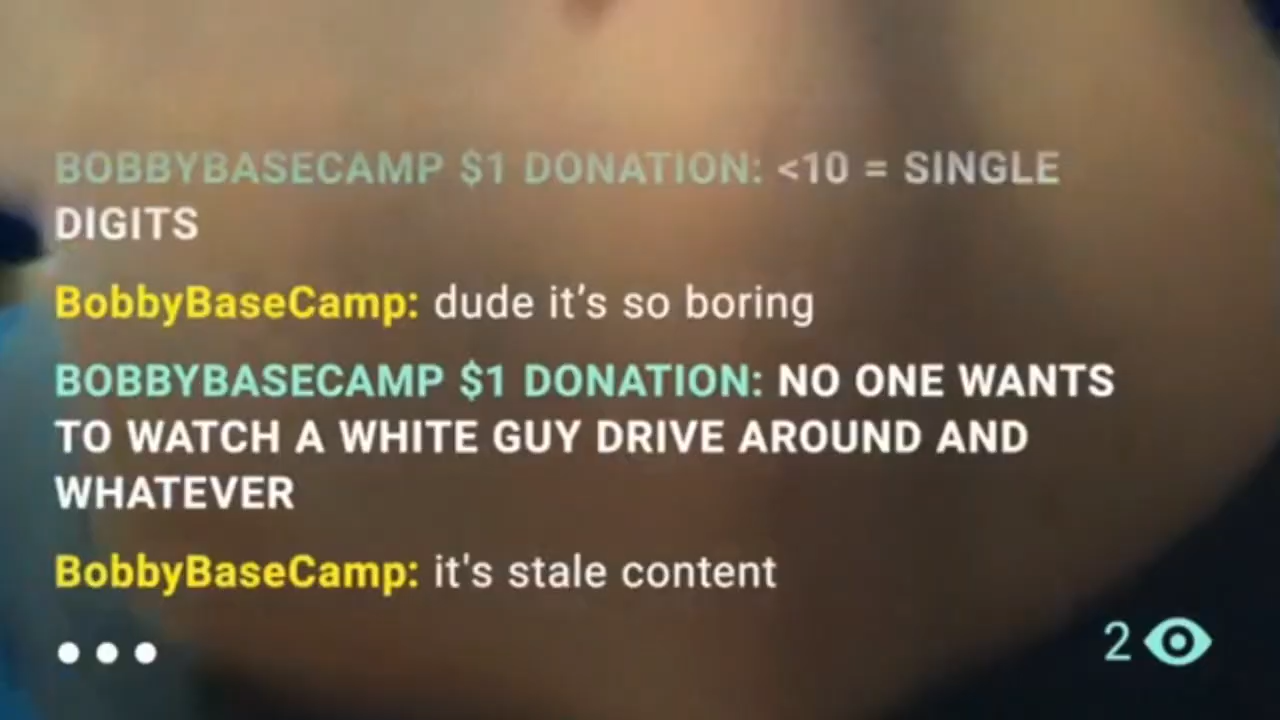 BOBBYBASECAMP $1 DONATION: <10 = SINGLE
DIGITS
BobbyBaseCamp: dude it’s so boring
BOBBYBASECAMP $1 DONATION: NO ONE WANTS
TO WATCH A WHITE GUY DRIVE AROUND AND
WHATEVER
BobbyBaseCamp: it's stale content
2